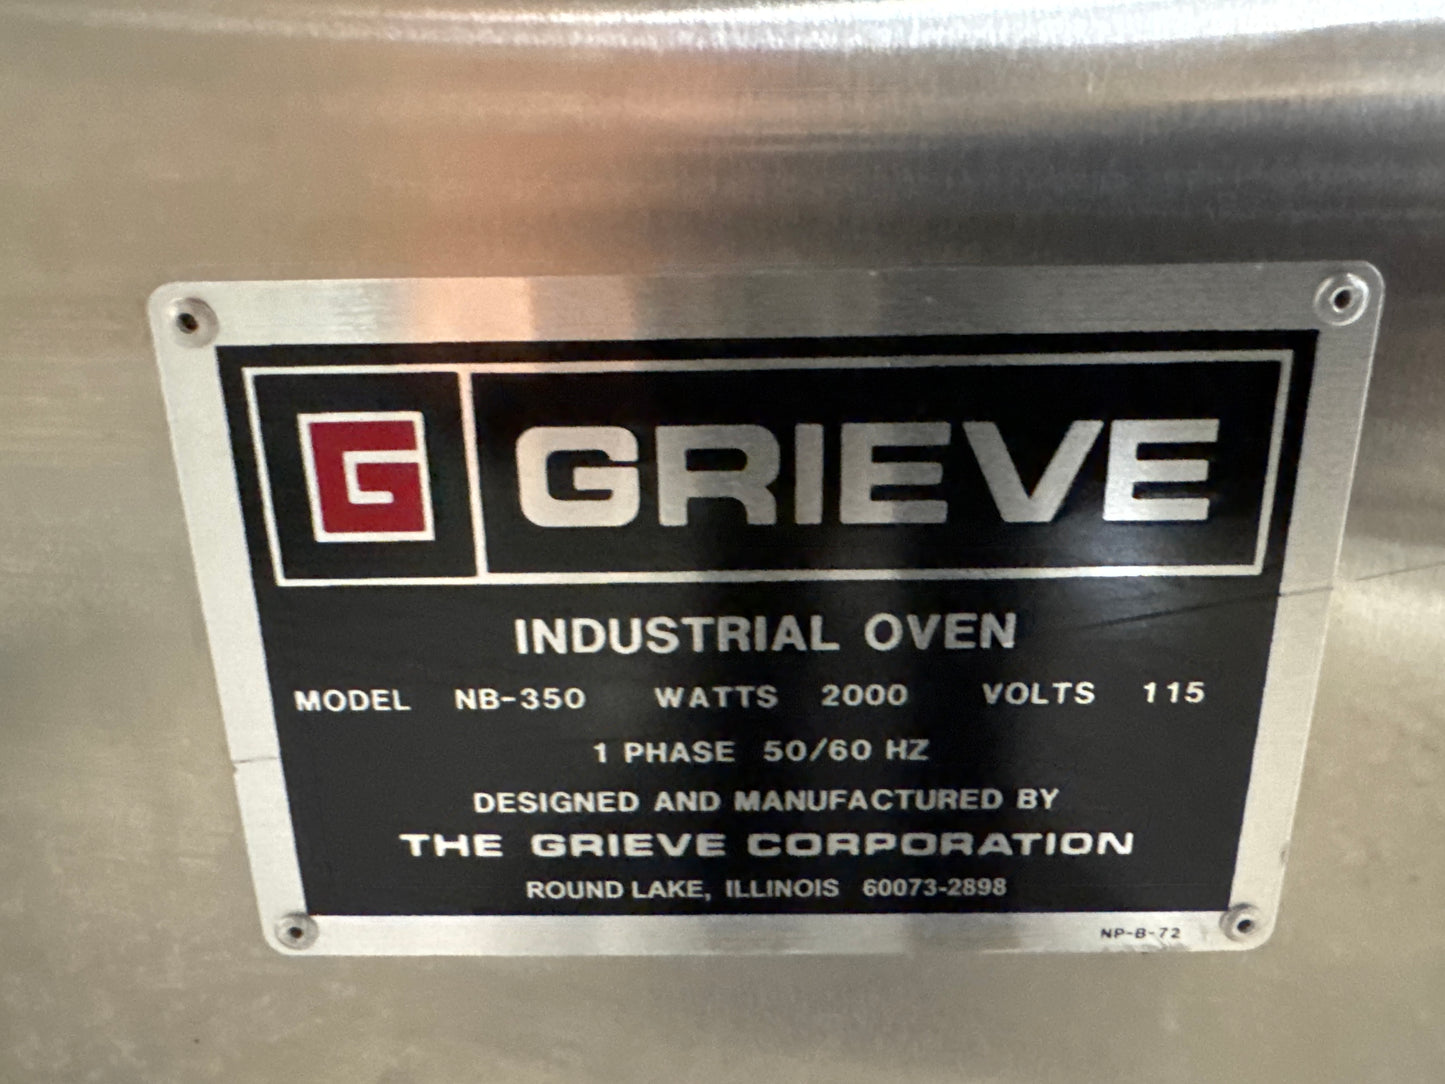 G GRIEVE
INDUSTRIAL OVEN
MODEL NB-350 WATTS 2000 VOLTS 115
1 PHASE 50/60 HZ
DESIGNED AND MANUFACTURED BY
THE GRIEVE CORPORATION
ROUND LAKE, ILLINOIS 60073-2898
NP-B-72